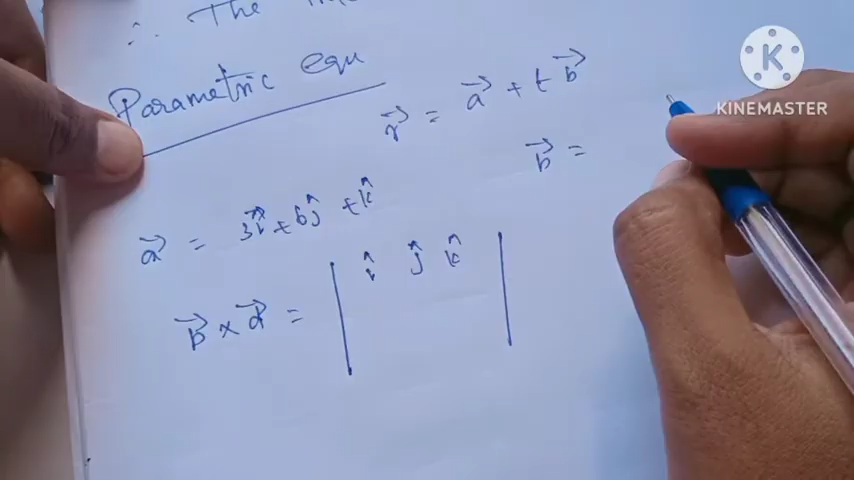 ∴ The
Parametric equ
r⃗ = a⃗ + t b⃗
b⃗ =
a⃗ = 3î + 6ĵ + k̂
b⃗ × d⃗ = | î ĵ k̂ |
K
KINEMASTER